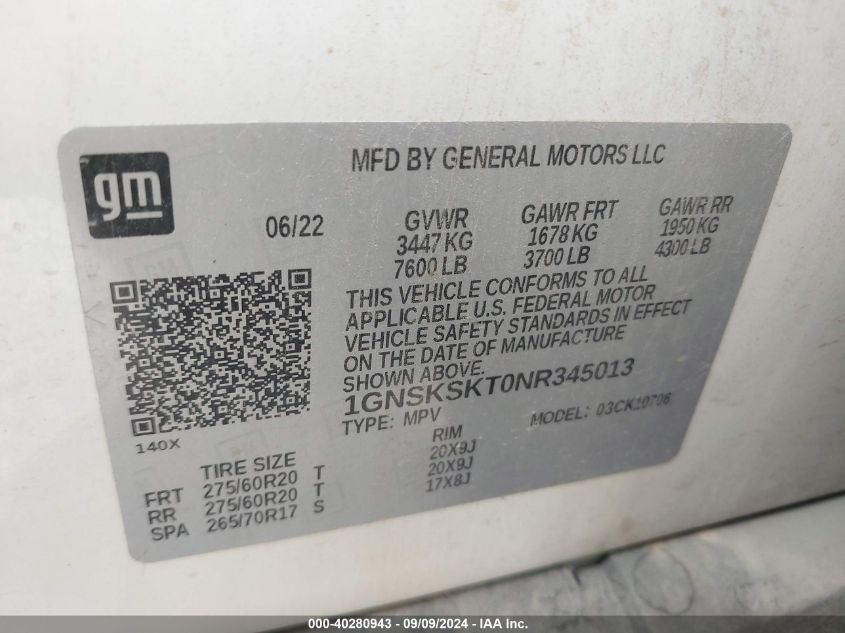 gm
MFD BY GENERAL MOTORS LLC
06/22
GVWR
3447 KG
7600 LB
GAWR FRT
1678 KG
3700 LB
GAWR RR
1950 KG
4300 LB
THIS VEHICLE CONFORMS TO ALL
APPLICABLE U.S. FEDERAL MOTOR
VEHICLE SAFETY STANDARDS IN EFFECT
ON THE DATE OF MANUFACTURE
SHOWN ABOVE.
1GNSKSKT0NR345013
TYPE: MPV
MODEL: 03CK10706
140X
TIRE SIZE
RIM
FRT 275/60R20 T 20X9J
RR 275/60R20 T 20X9J
SPA 265/70R17 S 17X8J
000-40280943 - 09/09/2024 - IAA Inc.